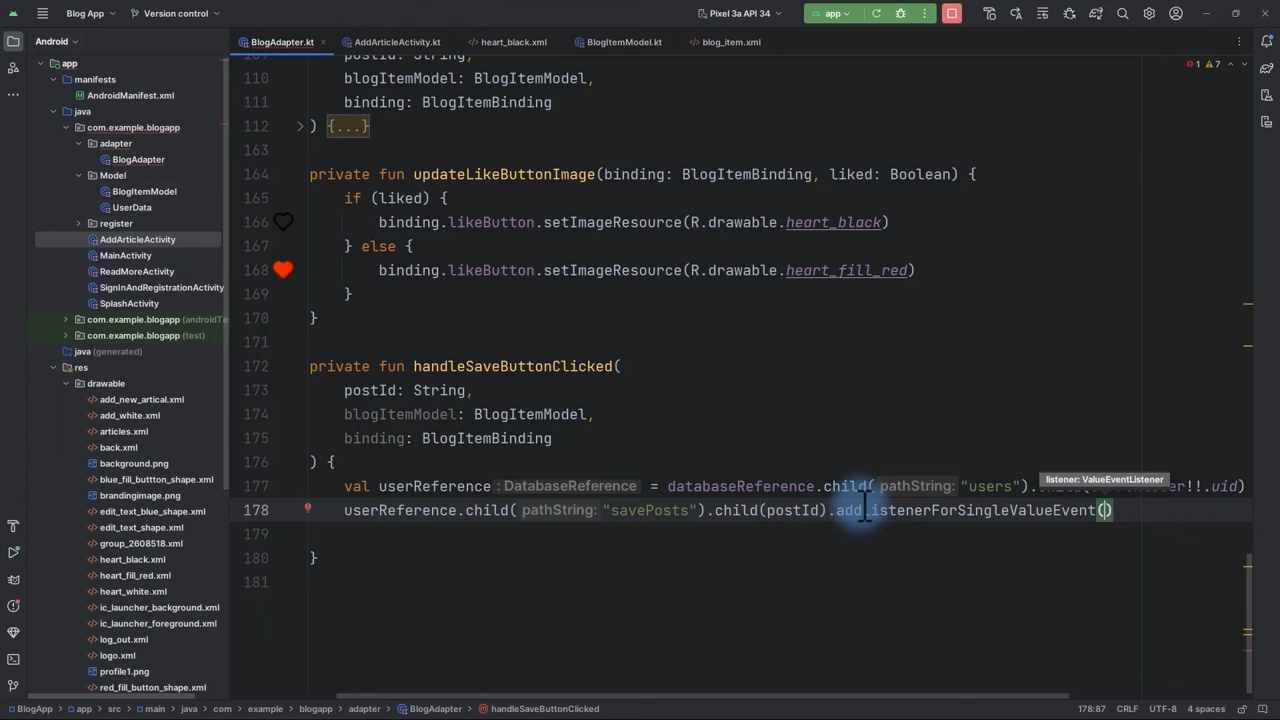 Blog App
Version control
Pixel 3a API 34
app
Android
BlogAdapter.kt
AddArticleActivity.kt
heart_black.xml
BlogItemModel.kt
blog_item.xml
app
manifests
AndroidManifest.xml
java
com.example.blogapp
adapter
BlogAdapter
Model
BlogItemModel
UserData
register
AddArticleActivity
MainActivity
ReadMoreActivity
SignInAndRegistrationActivity
SplashActivity
com.example.blogapp (androidTe
com.example.blogapp (test)
java (generated)
res
drawable
add_new_artical.xml
add_white.xml
articles.xml
back.xml
background.png
blue_fill_buttton_shape.xml
brandingimage.png
edit_text_blue_shape.xml
edit_text_shape.xml
group_2608518.xml
heart_black.xml
heart_fill_red.xml
heart_white.xml
ic_launcher_background.xml
ic_launcher_foreground.xml
log_out.xml
logo.xml
profile1.png
red_fill_button_shape.xml
1 7
109 postId: String,
110 blogItemModel: BlogItemModel,
111 binding: BlogItemBinding
112 ) {...}
163
164 private fun updateLikeButtonImage(binding: BlogItemBinding, liked: Boolean) {
165 if (liked) {
166 binding.likeButton.setImageResource(R.drawable.heart_black)
167 } else {
168 binding.likeButton.setImageResource(R.drawable.heart_fill_red)
169 }
170 }
171
172 private fun handleSaveButtonClicked(
173 postId: String,
174 blogItemModel: BlogItemModel,
175 binding: BlogItemBinding
176 ) {
listener: ValueEventListener
177 val userReference : DatabaseReference = databaseReference.child( pathString: "users").child(
!!.uid)
178 userReference.child( pathString: "savePosts").child(postId).addListenerForSingleValueEvent()
179
180 }
181
BlogApp > app > src > main > java > com > example > blogapp > adapter > BlogAdapter > handleSaveButtonClicked
178:87 CRLF UTF-8 4 spaces